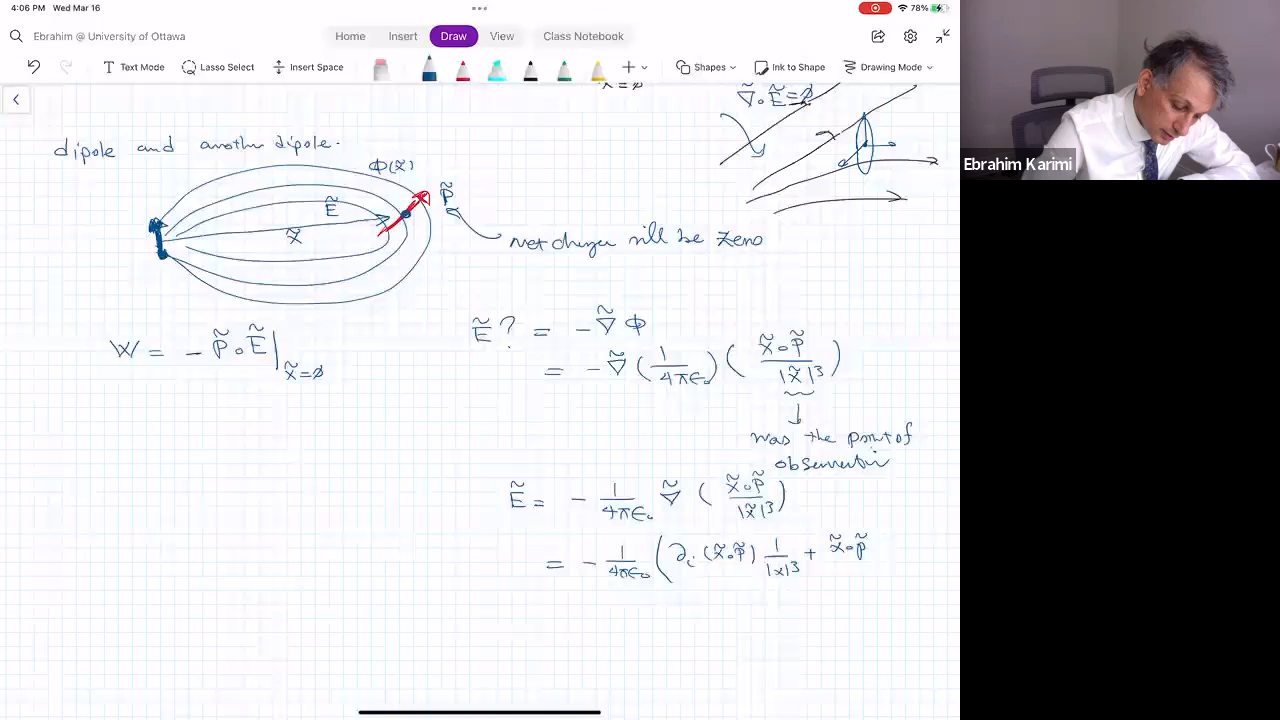 4:06 PM Wed Mar 16
78%
Ebrahim @ University of Ottawa
Home Insert Draw View Class Notebook
Text Mode Lasso Select Insert Space Shapes Ink to Shape Drawing Mode
x̃=∅
∇̃∘Ẽ=∅
Ebrahim Karimi
dipole and another dipole.
Φ(x̃)
P̃
Ẽ
x̃
net charge will be zero
W = - P̃∘Ẽ|x̃=∅
Ẽ? = - ∇̃ Φ
= - ∇̃ (1/4πε₀) (x̃∘P̃/|x̃|³)
was the point of
observation
Ẽ = - 1/4πε₀ ∇̃ (x̃∘P̃/|x̃|³)
= - 1/4πε₀ (∂ᵢ (x̃∘P̃) 1/|x|³ + x̃∘P̃